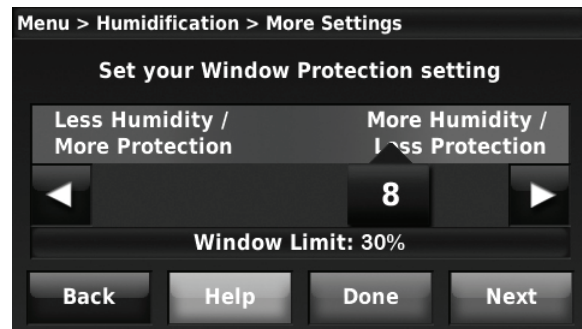 Menu > Humidification > More Settings
Set your Window Protection setting
Less Humidity /
More Protection
More Humidity /
Less Protection
8
Window Limit: 30%
Back
Help
Done
Next